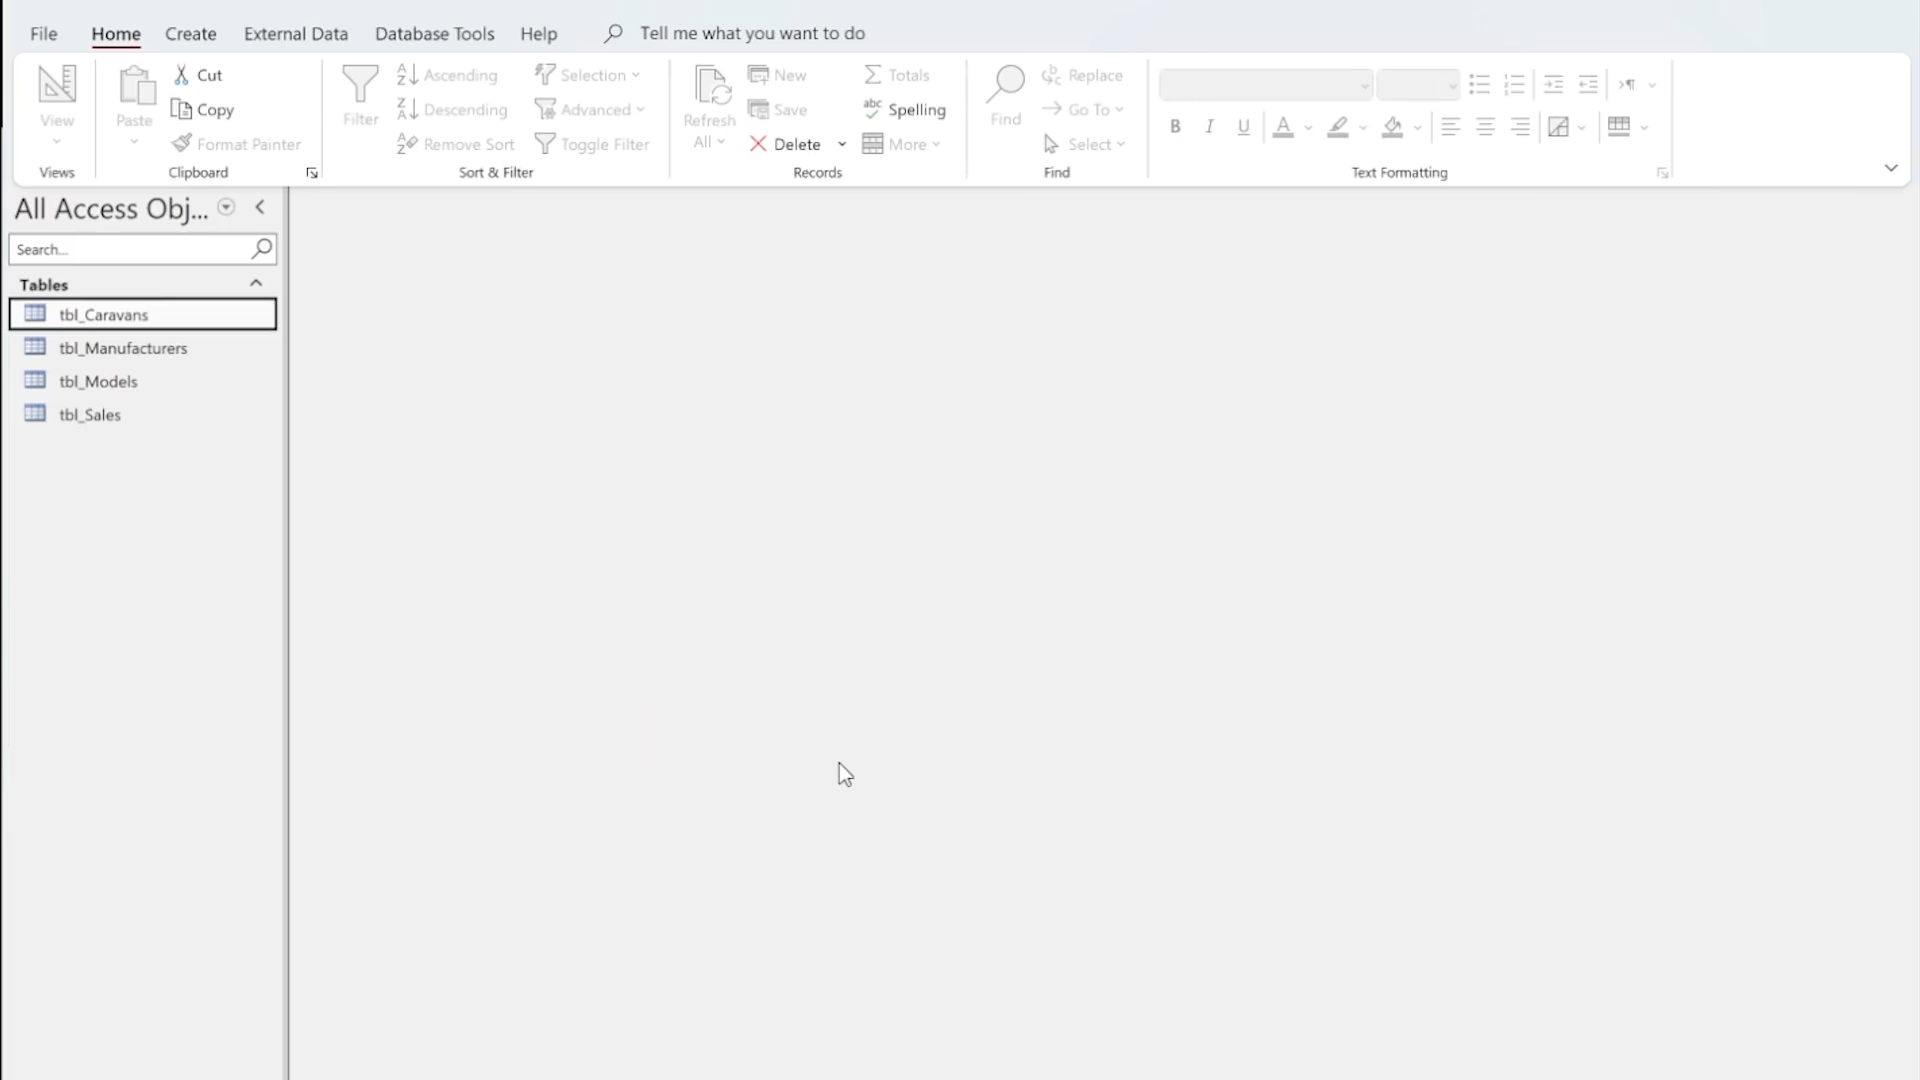 File Home Create External Data Database Tools Help Tell me what you want to do
View
Views
Paste
Cut
Copy
Format Painter
Clipboard
Filter
Ascending
Descending
Remove Sort
Selection
Advanced
Toggle Filter
Sort & Filter
Refresh
All
New
Save
Delete
Totals
Spelling
More
Records
Find
Replace
Go To
Select
Find
B I U A
Text Formatting
All Access Obj...
Search...
Tables
tbl_Caravans
tbl_Manufacturers
tbl_Models
tbl_Sales